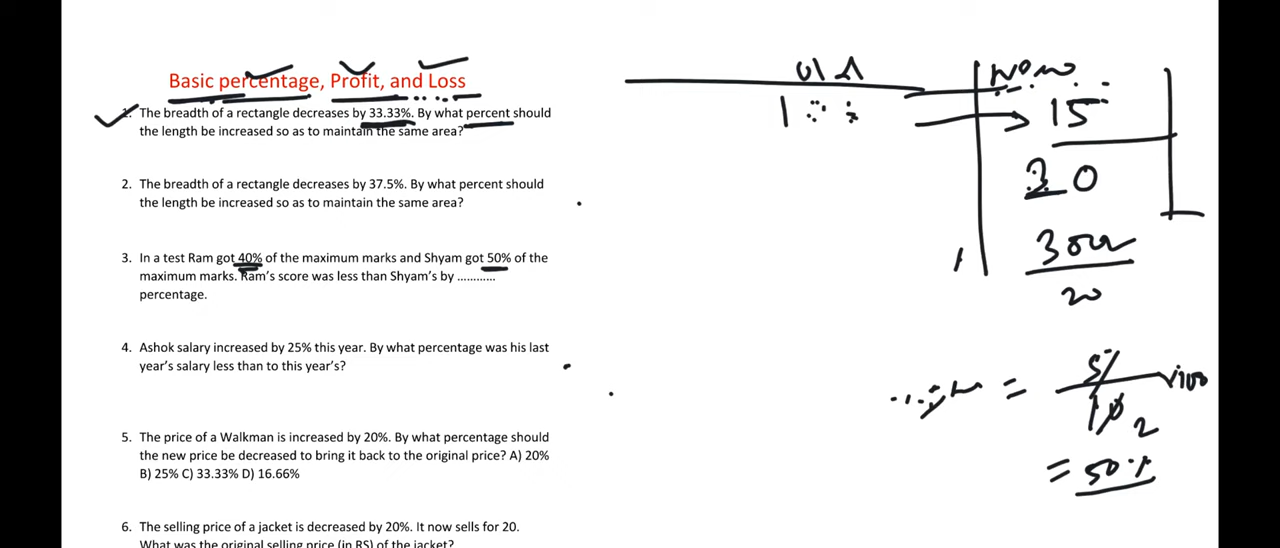 Basic percentage, Profit, and Loss
1. The breadth of a rectangle decreases by 33.33%. By what percent should
the length be increased so as to maintain the same area?
2. The breadth of a rectangle decreases by 37.5%. By what percent should
the length be increased so as to maintain the same area?
3. In a test Ram got 40% of the maximum marks and Shyam got 50% of the
maximum marks. Ram's score was less than Shyam's by ............
percentage.
4. Ashok salary increased by 25% this year. By what percentage was his last
year's salary less than to this year's?
5. The price of a Walkman is increased by 20%. By what percentage should
the new price be decreased to bring it back to the original price? A) 20%
B) 25% C) 33.33% D) 16.66%
6. The selling price of a jacket is decreased by 20%. It now sells for 20.
What was the original selling price (in RS) of the jacket?
15
20
300
20
= 5/10 2 × 100
= 50%